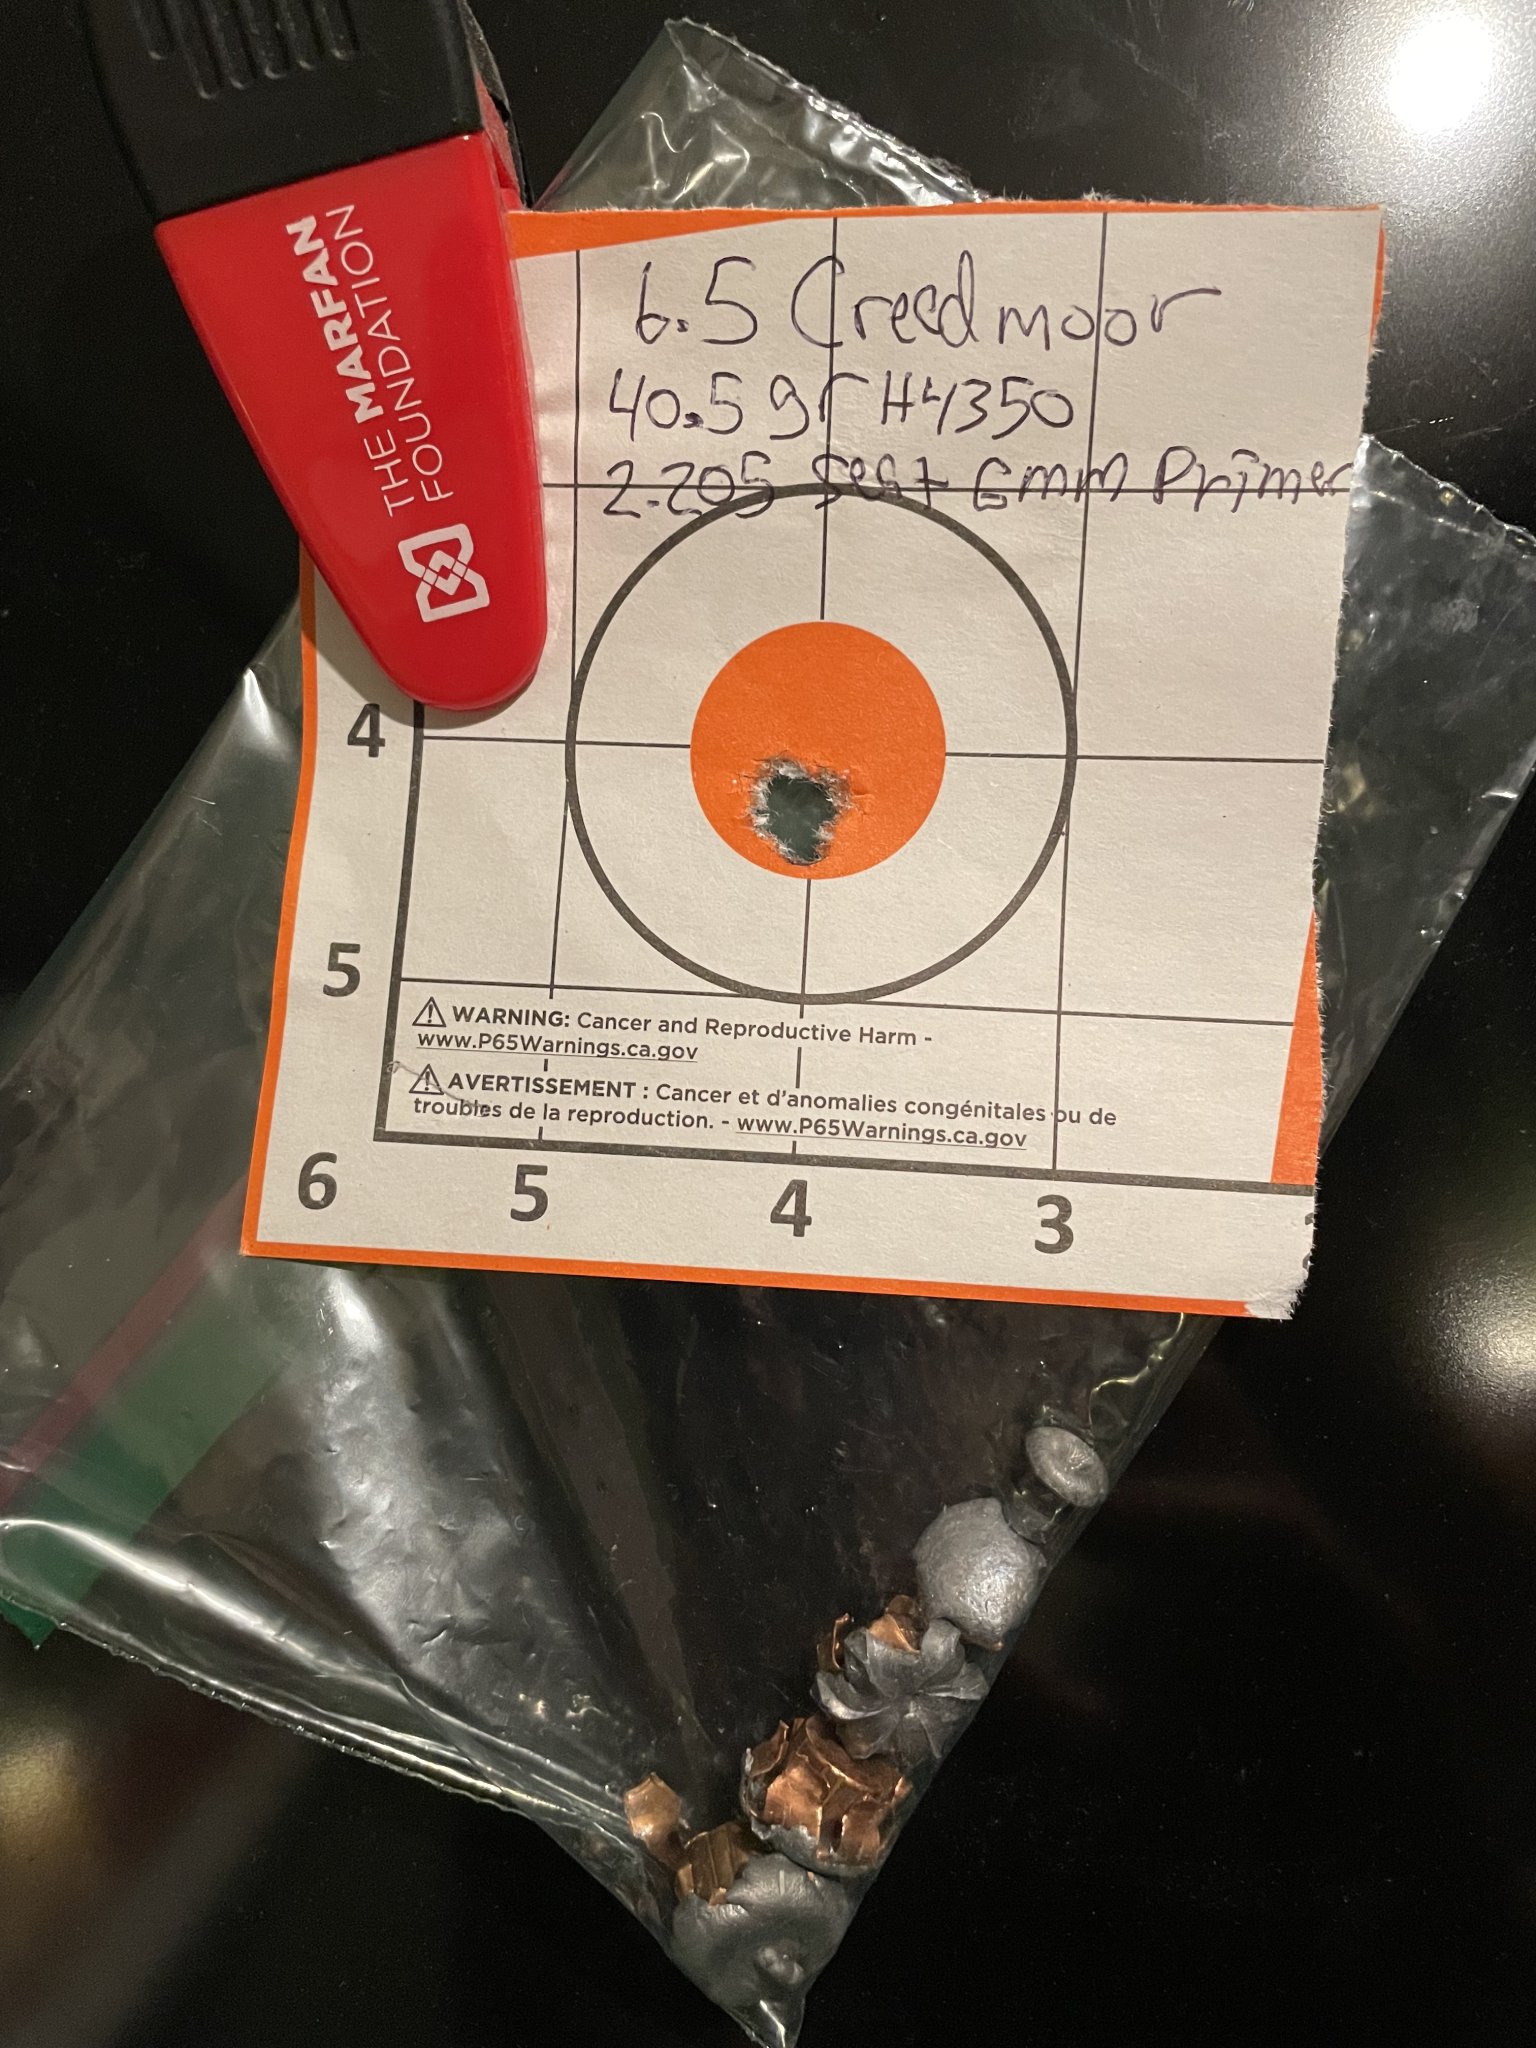 THE MARFAN
FOUNDATION
6.5 Creedmoor
40.5 gr H4350
2.205 seat GMM Primer
4
5
⚠ WARNING: Cancer and Reproductive Harm -
www.P65Warnings.ca.gov
⚠ AVERTISSEMENT : Cancer et d'anomalies congénitales ou de
troubles de la reproduction. - www.P65Warnings.ca.gov
6 5 4 3